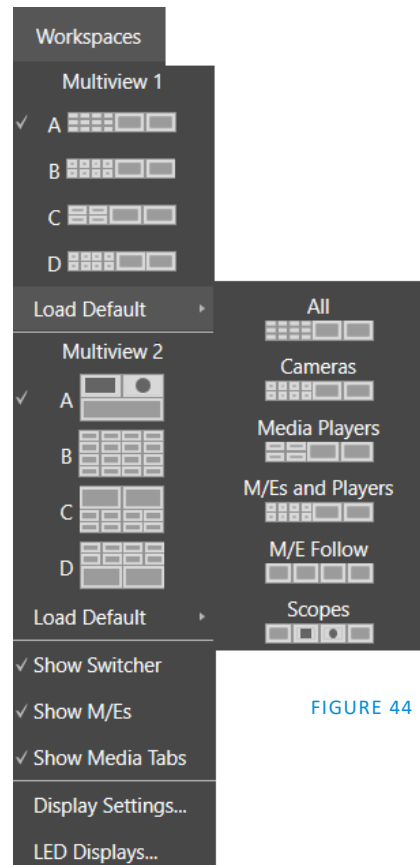 Workspaces
Multiview 1
A
B
C
D
Load Default
Multiview 2
A
B
C
D
Load Default
Show Switcher
Show M/Es
Show Media Tabs
Display Settings...
LED Displays...
All
Cameras
Media Players
M/Es and Players
M/E Follow
Scopes
FIGURE 44